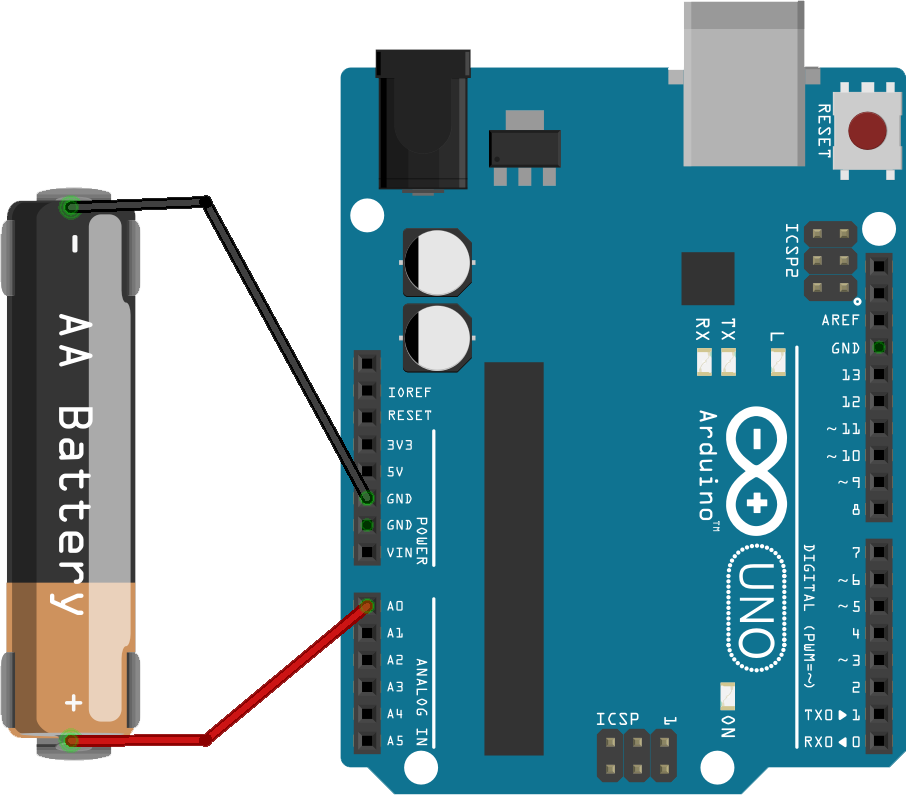 -
AA Battery
+
RESET
ICSP2
AREF
GND
13
12
~11
~10
~9
8
7
~6
~5
4
~3
2
TX0▶1
RX0◀0
DIGITAL (PWM=~)
RX
TX
L
IOREF
RESET
3V3
5V
GND
GND
VIN
POWER
A0
A1
A2
A3
A4
A5
ANALOG IN
Arduino™
- +
UNO
ON
ICSP
1